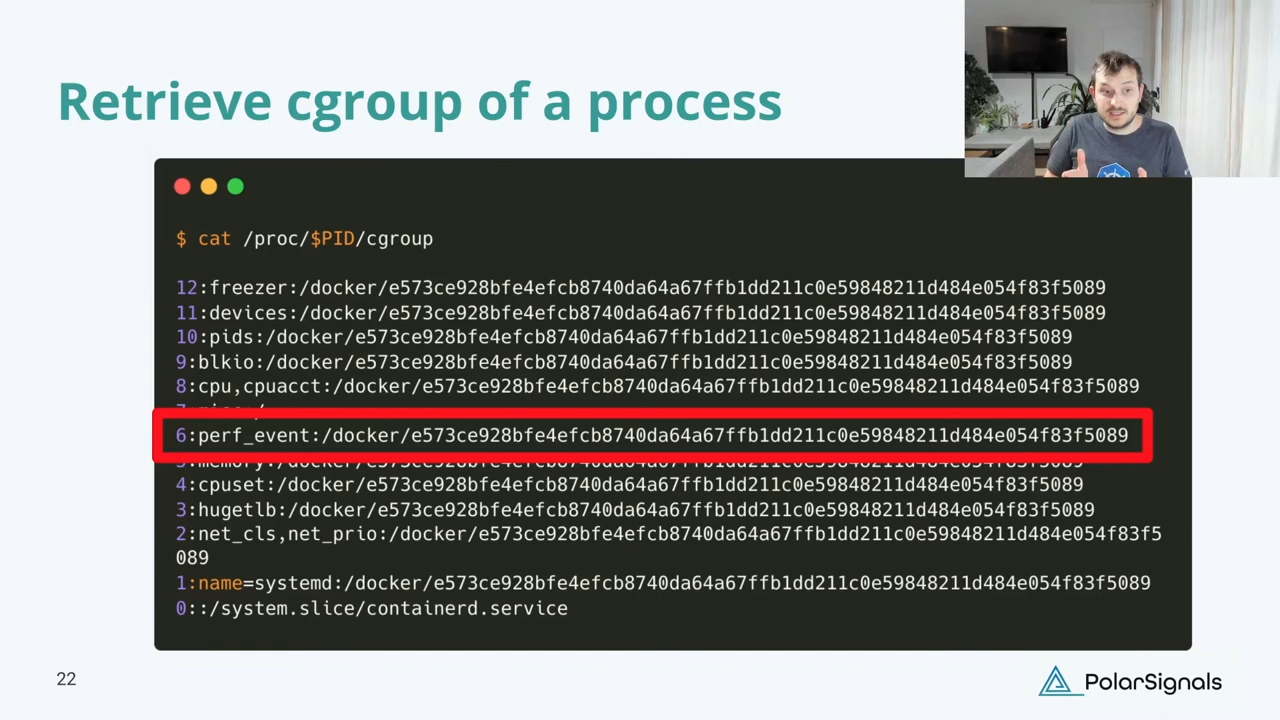 Retrieve cgroup of a process
$ cat /proc/$PID/cgroup
12:freezer:/docker/e573ce928bfe4efcb8740da64a67ffb1dd211c0e59848211d484e054f83f5089
11:devices:/docker/e573ce928bfe4efcb8740da64a67ffb1dd211c0e59848211d484e054f83f5089
10:pids:/docker/e573ce928bfe4efcb8740da64a67ffb1dd211c0e59848211d484e054f83f5089
9:blkio:/docker/e573ce928bfe4efcb8740da64a67ffb1dd211c0e59848211d484e054f83f5089
8:cpu,cpuacct:/docker/e573ce928bfe4efcb8740da64a67ffb1dd211c0e59848211d484e054f83f5089
6:perf_event:/docker/e573ce928bfe4efcb8740da64a67ffb1dd211c0e59848211d484e054f83f5089
4:cpuset:/docker/e573ce928bfe4efcb8740da64a67ffb1dd211c0e59848211d484e054f83f5089
3:hugetlb:/docker/e573ce928bfe4efcb8740da64a67ffb1dd211c0e59848211d484e054f83f5089
2:net_cls,net_prio:/docker/e573ce928bfe4efcb8740da64a67ffb1dd211c0e59848211d484e054f83f5
089
1:name=systemd:/docker/e573ce928bfe4efcb8740da64a67ffb1dd211c0e59848211d484e054f83f5089
0::/system.slice/containerd.service
22
PolarSignals